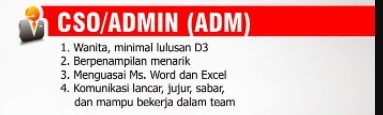 CSO/ADMIN (ADM)
1. Wanita, minimal lulusan D3
2. Berpenampilan menarik
3. Menguasai Ms. Word dan Excel
4. Komunikasi lancar, jujur, sabar,
dan mampu bekerja dalam team